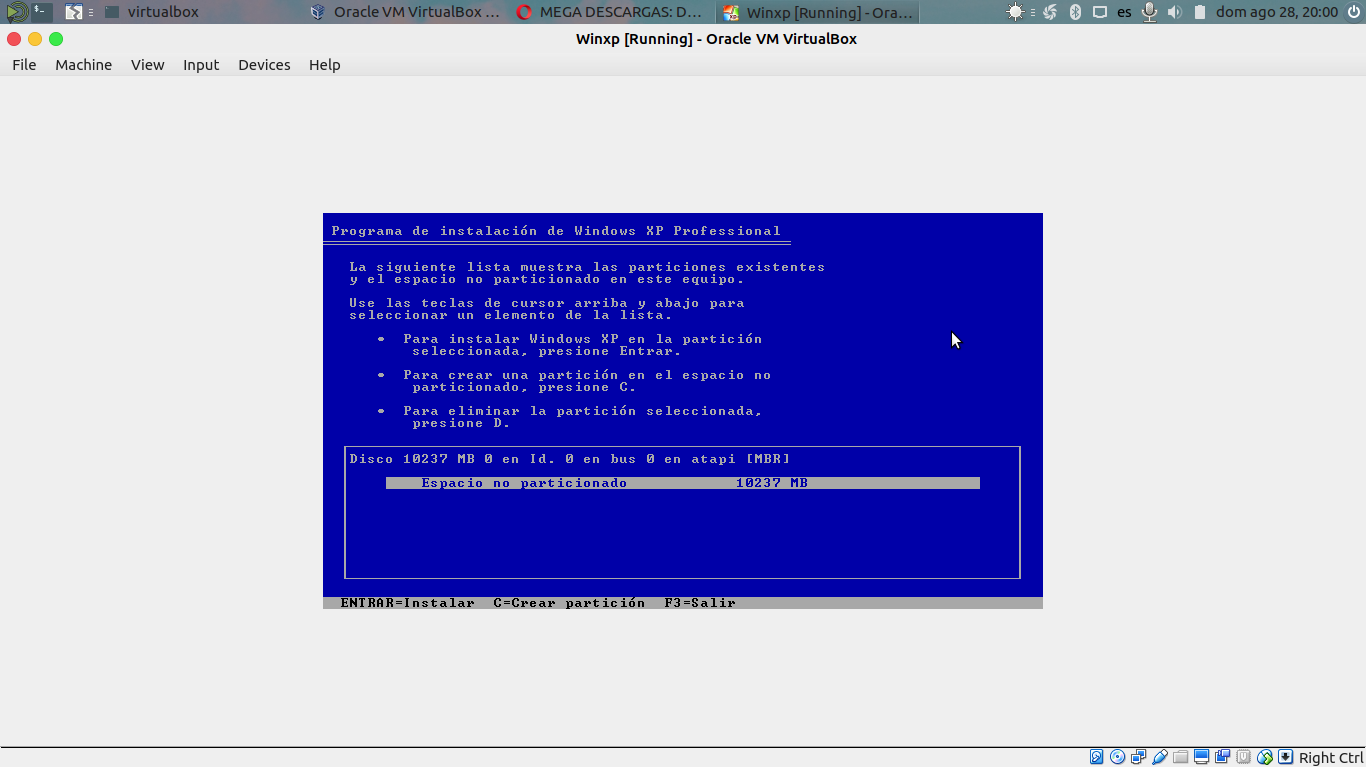 virtualbox
Oracle VM VirtualBox ...
MEGA DESCARGAS: D...
Winxp [Running] - Ora...
es
dom ago 28, 20:00
Winxp [Running] - Oracle VM VirtualBox
File Machine View Input Devices Help
Programa de instalación de Windows XP Professional
La siguiente lista muestra las particiones existentes
y el espacio no particionado en este equipo.
Use las teclas de cursor arriba y abajo para
seleccionar un elemento de la lista.
• Para instalar Windows XP en la partición
seleccionada, presione Entrar.
• Para crear una partición en el espacio no
particionado, presione C.
• Para eliminar la partición seleccionada,
presione D.
Disco 10237 MB 0 en Id. 0 en bus 0 en atapi [MBR]
Espacio no particionado 10237 MB
ENTRAR=Instalar C=Crear partición F3=Salir
Right Ctrl